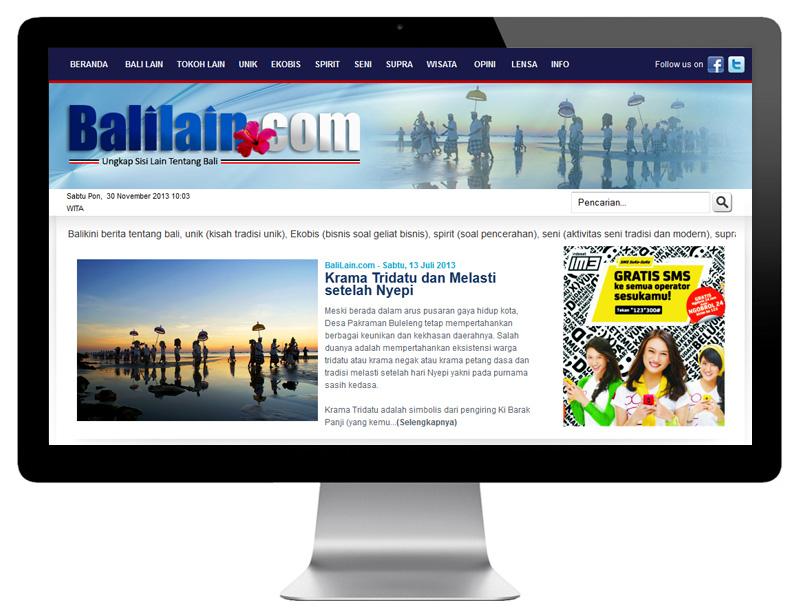 BERANDA BALI LAIN TOKOH LAIN UNIK EKOBIS SPIRIT SENI SUPRA WISATA OPINI LENSA INFO Follow us on
Balilain.com
Ungkap Sisi Lain Tentang Bali
Sabtu Pon, 30 November 2013 10:03
WITA
Pencarian...
Balikini berita tentang bali, unik (kisah tradisi unik), Ekobis (bisnis soal geliat bisnis), spirit (soal pencerahan), seni (aktivitas seni tradisi dan modern), supra
BaliLain.com - Sabtu, 13 Juli 2013
Krama Tridatu dan Melasti
setelah Nyepi
Meski berada dalam arus pusaran gaya hidup kota,
Desa Pakraman Buleleng tetap mempertahankan
berbagai keunikan dan kekhasan daerahnya. Salah
duanya adalah mempertahankan eksistensi warga
tridatu atau krama negak atau krama petang dasa dan
tradisi melasti setelah hari Nyepi yakni pada purnama
sasih kedasa.
Krama Tridatu adalah simbolis dari pengiring Ki Barak
Panji (yang kemu...(Selengkapnya)
indosat
im3
SMS Suka-Suka
GRATIS SMS
ke semua operator
sesukamu!
Tekan *123*300#
GRATIS
NGOBROL 24